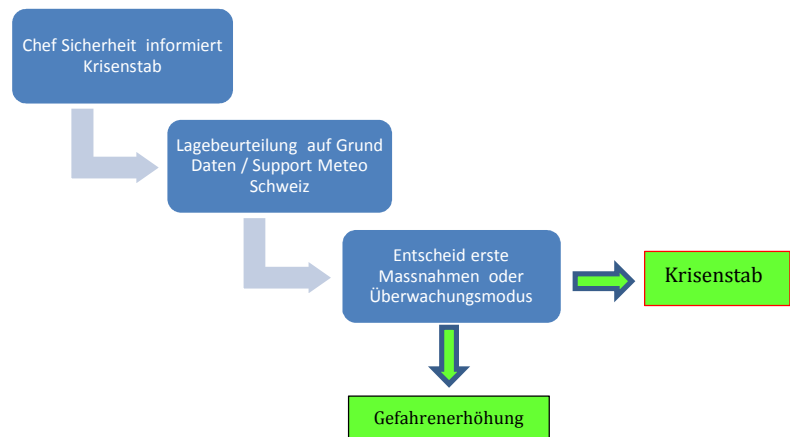 Chef Sicherheit informiert
Krisenstab
Lagebeurteilung auf Grund
Daten / Support Meteo
Schweiz
Entscheid erste
Massnahmen oder
Überwachungsmodus
Krisenstab
Gefahrenerhöhung